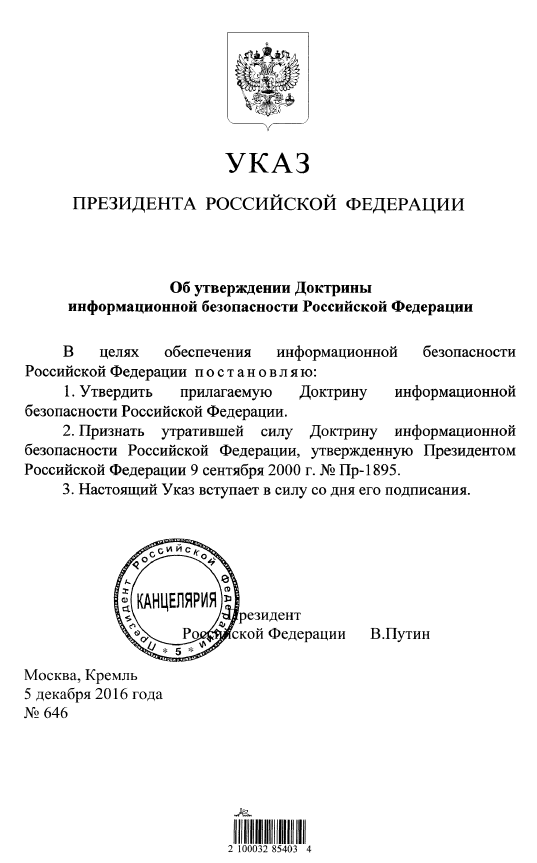 УКАЗ
ПРЕЗИДЕНТА РОССИЙСКОЙ ФЕДЕРАЦИИ
Об утверждении Доктрины
информационной безопасности Российской Федерации
В целях обеспечения информационной безопасности
Российской Федерации п о с т а н о в л я ю:
1. Утвердить прилагаемую Доктрину информационной
безопасности Российской Федерации.
2. Признать утратившей силу Доктрину информационной
безопасности Российской Федерации, утвержденную Президентом
Российской Федерации 9 сентября 2000 г. № Пр-1895.
3. Настоящий Указ вступает в силу со дня его подписания.
Президент Российской Федерации
КАНЦЕЛЯРИЯ
* 5 *
Президент
Российской Федерации В.Путин
Москва, Кремль
5 декабря 2016 года
№ 646
2 100032 85403 4